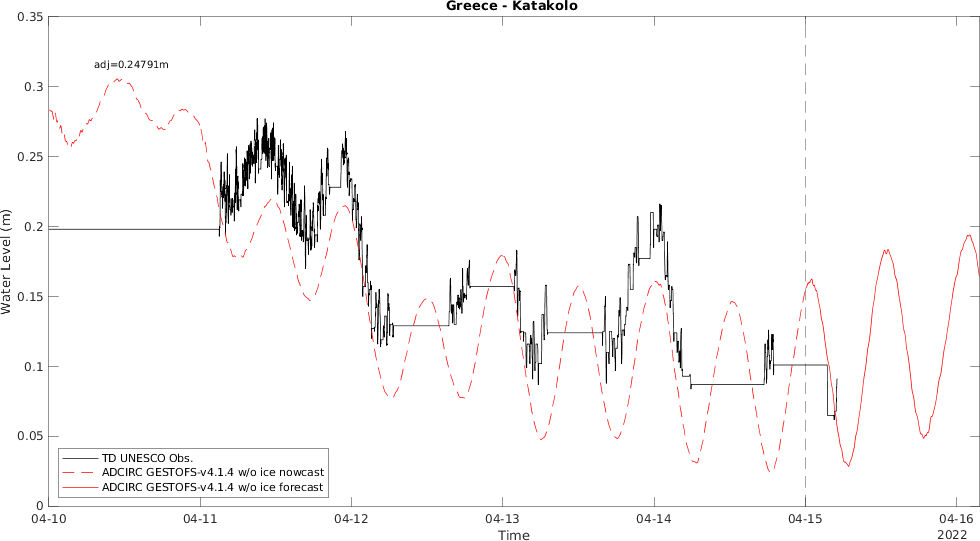 Greece - Katakolo
adj=0.24791m
Water Level (m)
0.35
0.3
0.25
0.2
0.15
0.1
0.05
0
TD UNESCO Obs.
ADCIRC GESTOFS-v4.1.4 w/o ice nowcast
ADCIRC GESTOFS-v4.1.4 w/o ice forecast
04-10 04-11 04-12 04-13 04-14 04-15 04-16
Time
2022